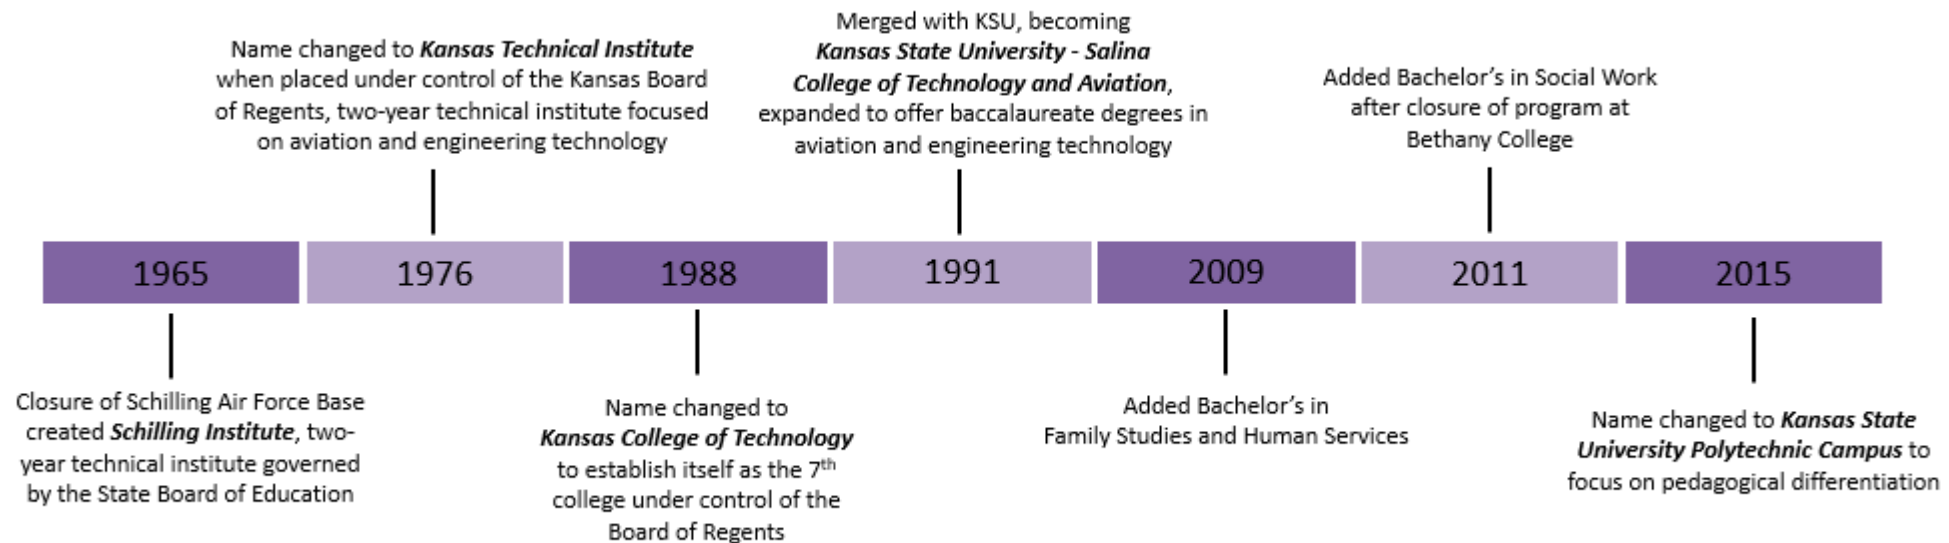 Name changed to Kansas Technical Institute
when placed under control of the Kansas Board
of Regents, two-year technical institute focused
on aviation and engineering technology
Merged with KSU, becoming
Kansas State University - Salina
College of Technology and Aviation,
expanded to offer baccalaureate degrees in
aviation and engineering technology
Added Bachelor's in Social Work
after closure of program at
Bethany College
1965
1976
1988
1991
2009
2011
2015
Closure of Schilling Air Force Base
created Schilling Institute, two-
year technical institute governed
by the State Board of Education
Name changed to
Kansas College of Technology
to establish itself as the 7th
college under control of the
Board of Regents
Added Bachelor's in
Family Studies and Human Services
Name changed to Kansas State
University Polytechnic Campus to
focus on pedagogical differentiation